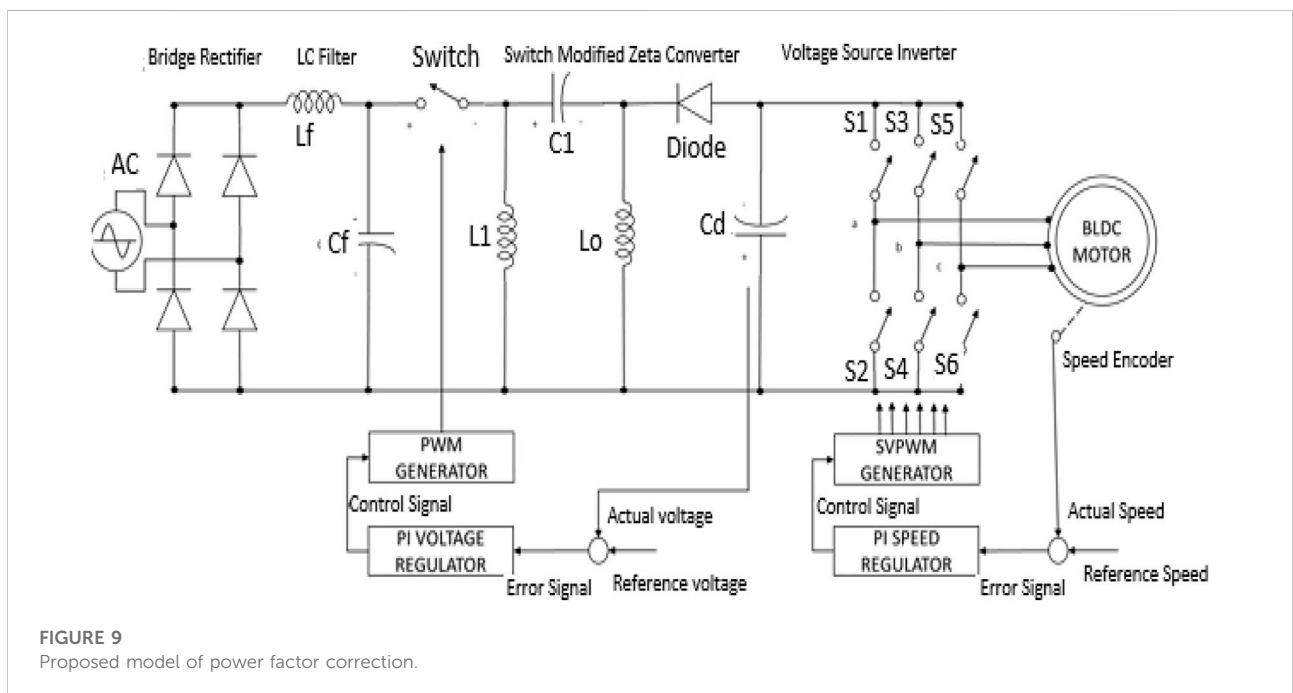 Bridge Rectifier
LC Filter
Switch
Switch Modified Zeta Converter
Voltage Source Inverter
AC
Lf
Cf
L1
C1
Lo
Diode
Cd
S1
S3
S5
a
b
c
S2
S4
S6
BLDC
MOTOR
Speed Encoder
PWM
GENERATOR
Control Signal
PI VOLTAGE
REGULATOR
Error Signal
Actual voltage
Reference voltage
SVPWM
GENERATOR
Control Signal
PI SPEED
REGULATOR
Error Signal
Actual Speed
Reference Speed
FIGURE 9
Proposed model of power factor correction.